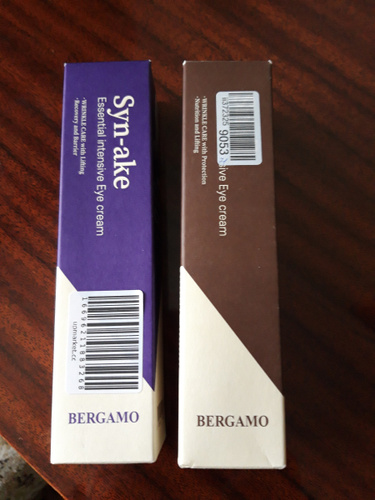 Syn-ake
Essential intensive Eye cream
•WRINKLE CARE with Lifting
•Recovery and Barrier
1669621188326
BERGAMO
9053
Eye cream
•WRINKLE CARE with Protection
•Nutrition and Lifting
BERGAMO